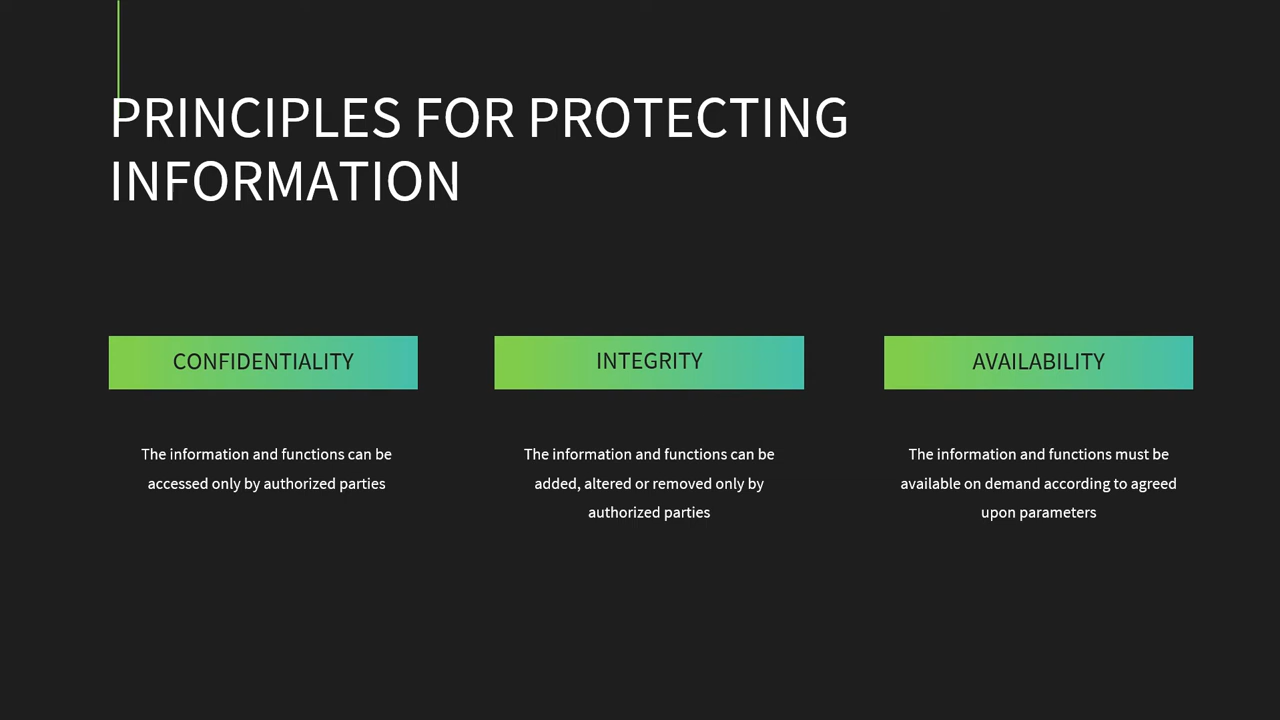 PRINCIPLES FOR PROTECTING
INFORMATION
CONFIDENTIALITY
The information and functions can be
accessed only by authorized parties
INTEGRITY
The information and functions can be
added, altered or removed only by
authorized parties
AVAILABILITY
The information and functions must be
available on demand according to agreed
upon parameters